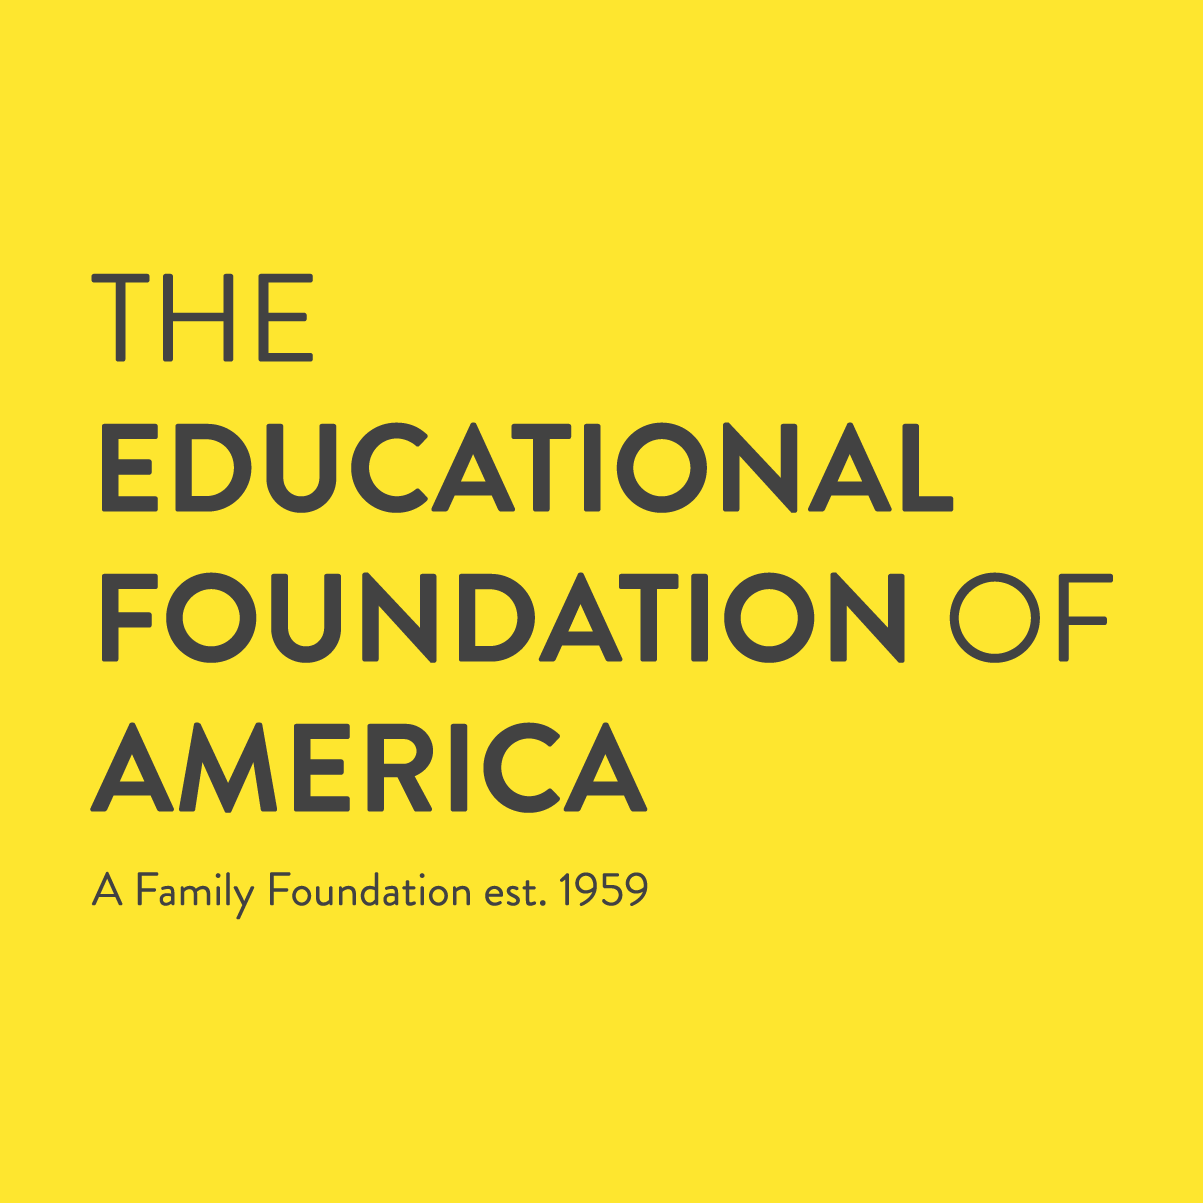 THE
EDUCATIONAL
FOUNDATION OF
AMERICA
A Family Foundation est. 1959